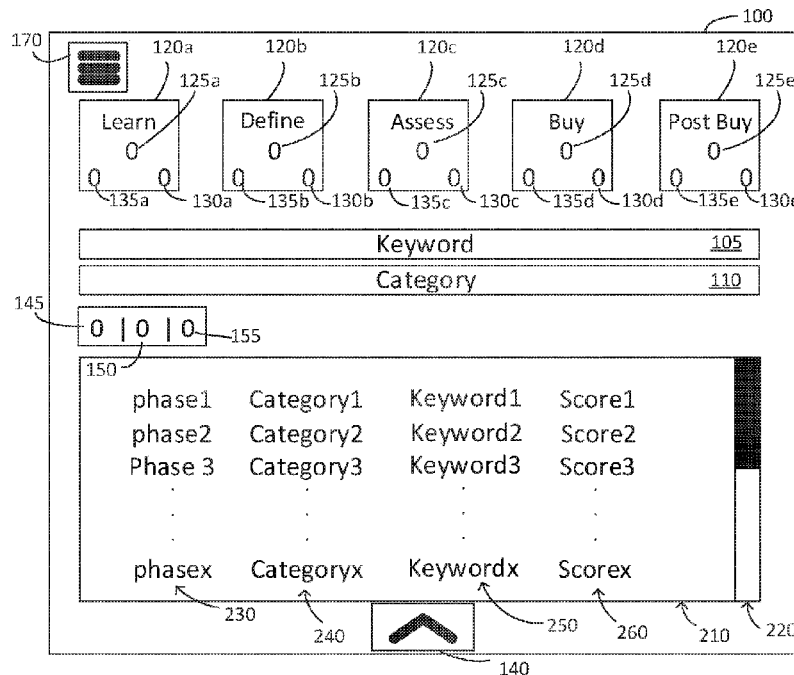 100
170 120a 120b 120c 120d 120e
125a 125b 125c 125d 125e
Learn Define Assess Buy Post Buy
0 0 0 0 0
0 0 0 0 0 0 0 0 0 0
135a 130a 135b 130b 135c 130c 135d 130d 135e 130e
Keyword 105
Category 110
145 0 | 0 | 0 155
150
phase1 Category1 Keyword1 Score1
phase2 Category2 Keyword2 Score2
Phase 3 Category3 Keyword3 Score3
. . . .
. . . .
. . . .
phasex Categoryx Keywordx Scorex
230 240 250 260 210 220
140